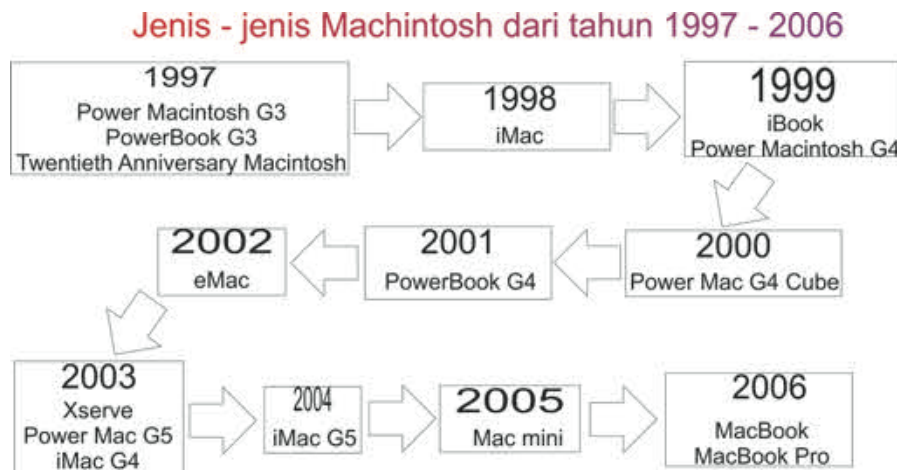 Jenis - jenis Machintosh dari tahun 1997 - 2006
1997
Power Macintosh G3
PowerBook G3
Twentieth Anniversary Macintosh
1998
iMac
1999
iBook
Power Macintosh G4
2000
Power Mac G4 Cube
2001
PowerBook G4
2002
eMac
2003
Xserve
Power Mac G5
iMac G4
2004
iMac G5
2005
Mac mini
2006
MacBook
MacBook Pro